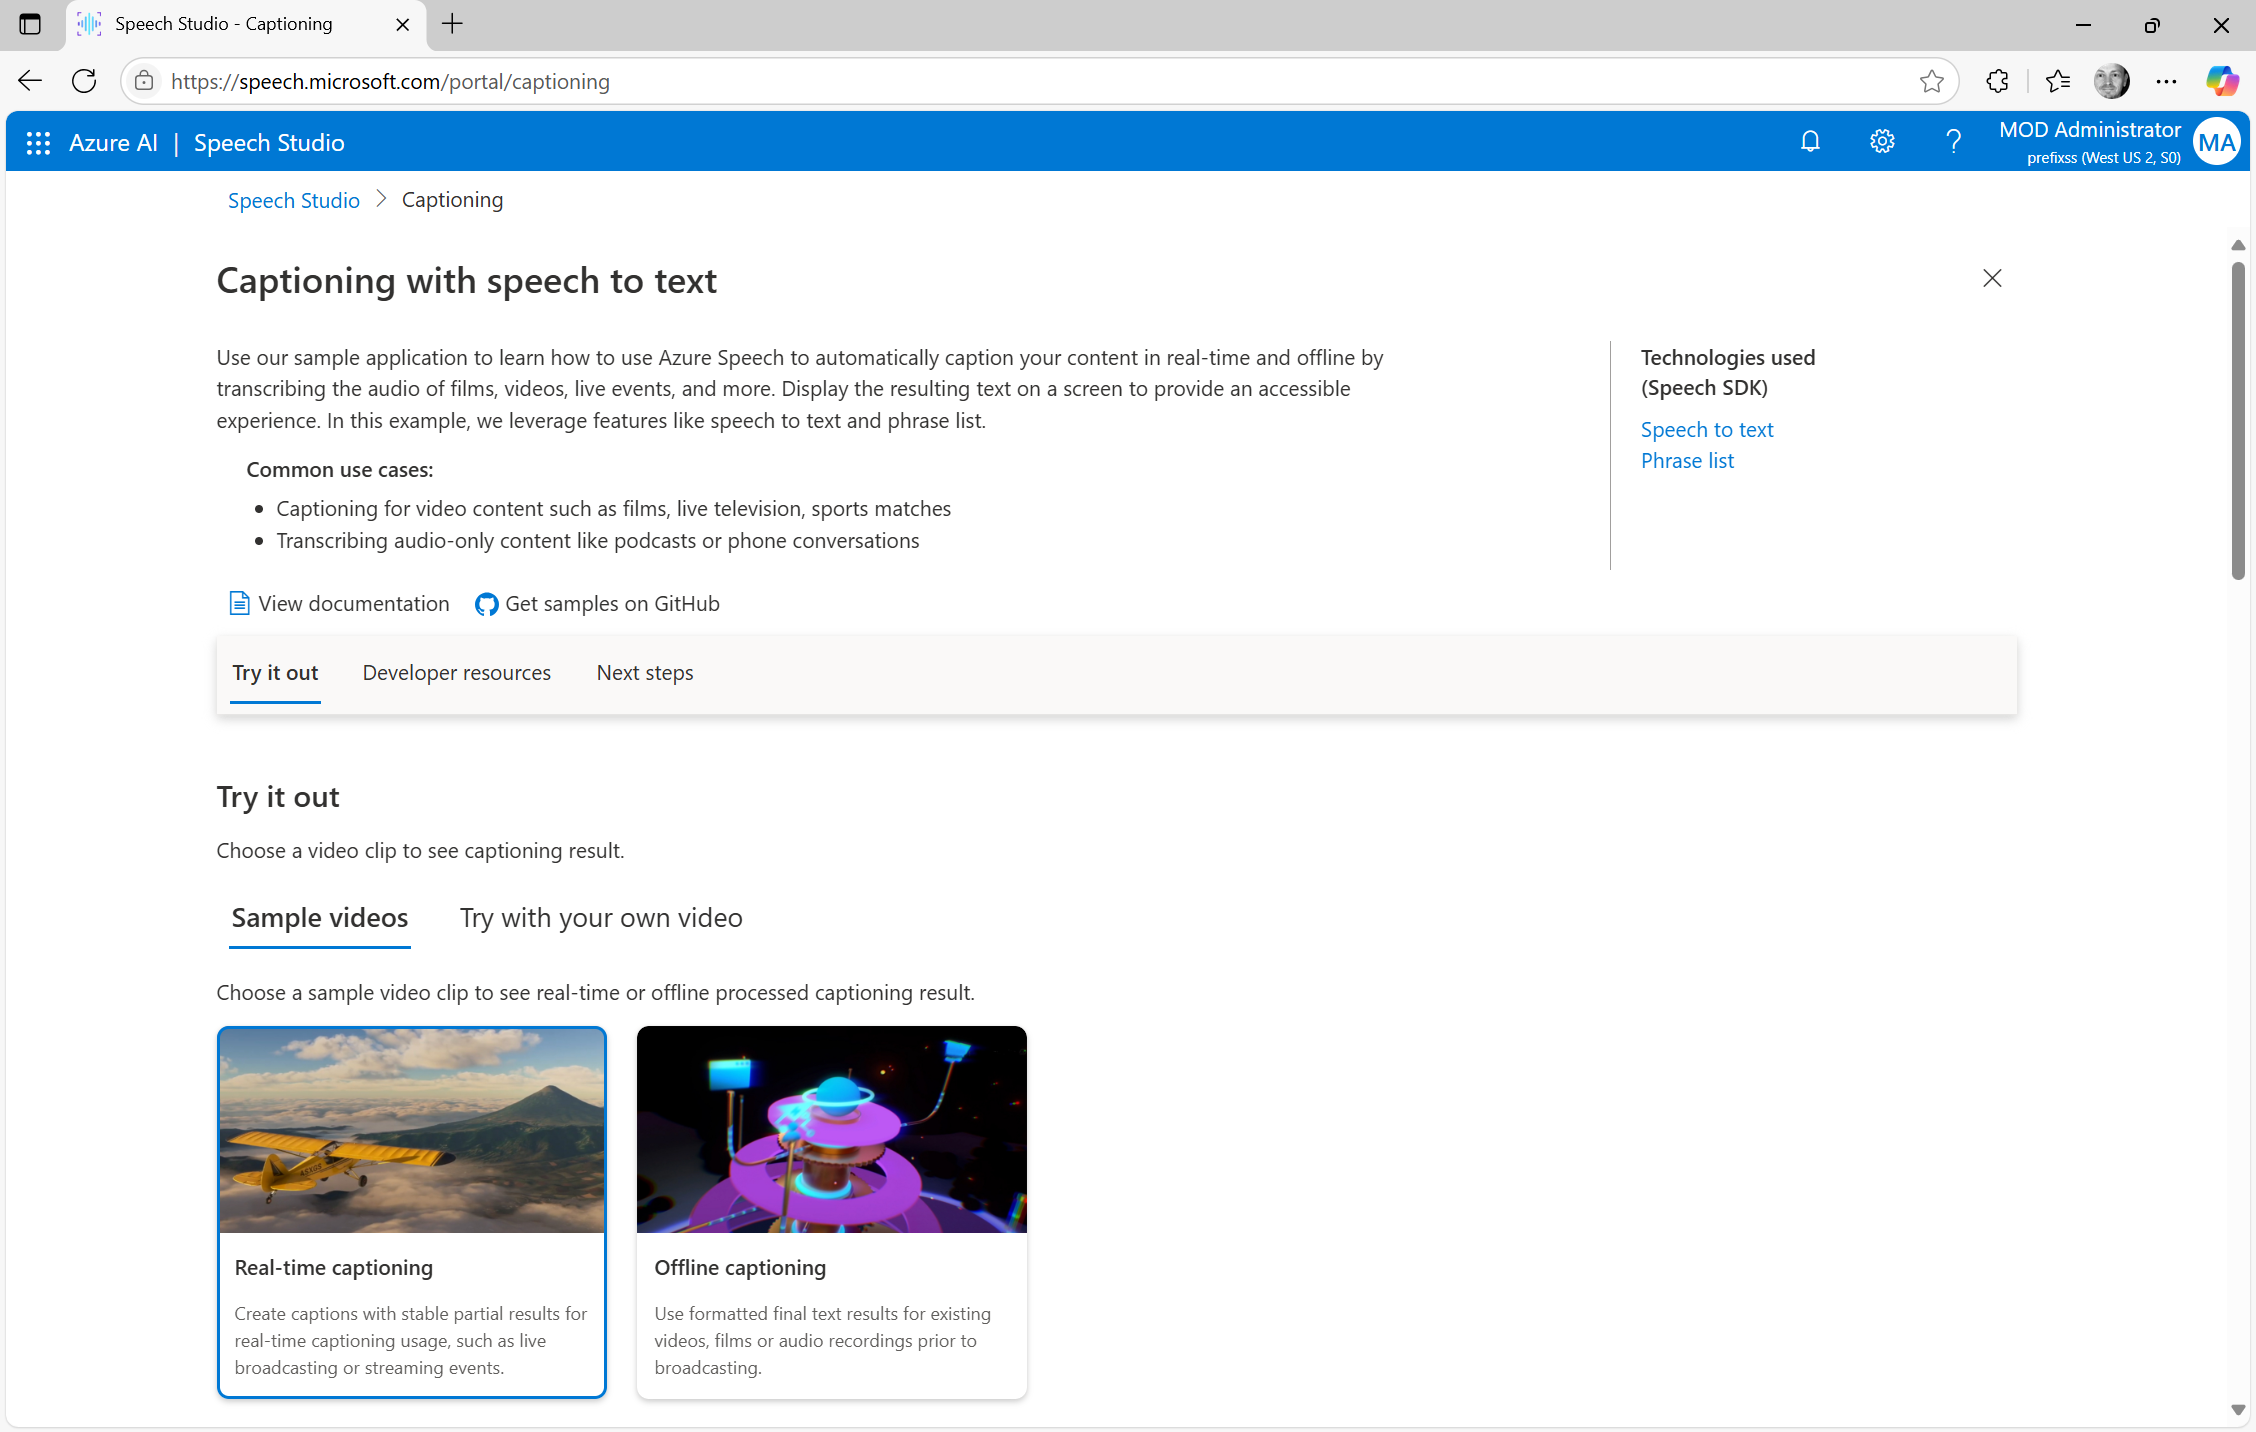 Speech Studio - Captioning
https://speech.microsoft.com/portal/captioning
Azure AI | Speech Studio
MOD Administrator
prefixss (West US 2, S0)
MA
Speech Studio > Captioning
Captioning with speech to text
Use our sample application to learn how to use Azure Speech to automatically caption your content in real-time and offline by
transcribing the audio of films, videos, live events, and more. Display the resulting text on a screen to provide an accessible
experience. In this example, we leverage features like speech to text and phrase list.
Common use cases:
• Captioning for video content such as films, live television, sports matches
• Transcribing audio-only content like podcasts or phone conversations
Technologies used
(Speech SDK)
Speech to text
Phrase list
View documentation Get samples on GitHub
Try it out Developer resources Next steps
Try it out
Choose a video clip to see captioning result.
Sample videos Try with your own video
Choose a sample video clip to see real-time or offline processed captioning result.
Real-time captioning
Create captions with stable partial results for
real-time captioning usage, such as live
broadcasting or streaming events.
Offline captioning
Use formatted final text results for existing
videos, films or audio recordings prior to
broadcasting.